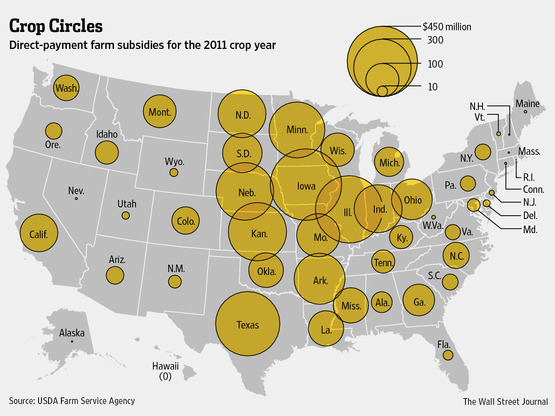 Crop Circles
Direct-payment farm subsidies for the 2011 crop year
$450 million
300
100
10
Wash.
Ore.
Idaho
Mont.
N.D.
Minn.
S.D.
Wis.
Mich.
Wyo.
Neb.
Iowa
Nev.
Utah
Colo.
Ill.
Ind.
Ohio
Calif.
Kan.
Mo.
Ky.
W.Va.
Va.
Ariz.
N.M.
Okla.
Ark.
Tenn.
N.C.
S.C.
Texas
La.
Miss.
Ala.
Ga.
Fla.
N.H.
Vt.
Maine
N.Y.
Mass.
Pa.
R.I.
Conn.
N.J.
Del.
Md.
Alaska
Hawaii
(0)
Source: USDA Farm Service Agency
The Wall Street Journal